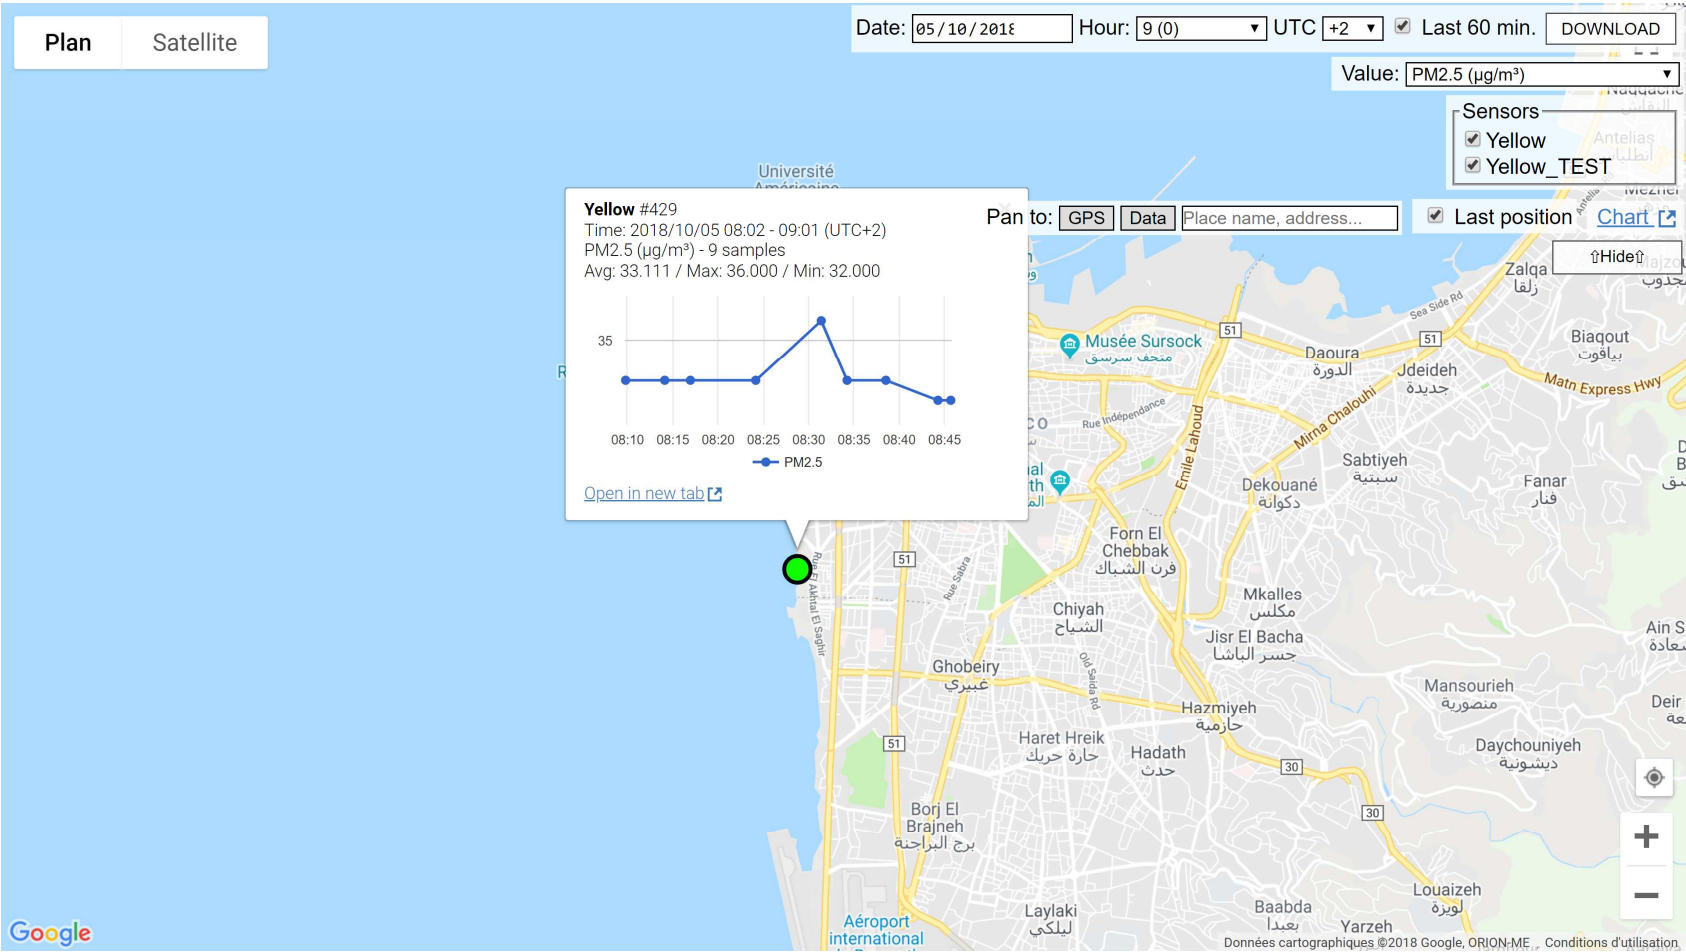 Plan
Satellite
Date: 05/10/2018 Hour: 9 (0) UTC +2 Last 60 min. DOWNLOAD
Value: PM2.5 (µg/m³)
Sensors
Yellow
Yellow_TEST
Antelias
Pan to: GPS Data Place name, address...
Last position Chart
⇧Hide⇧
Université
Yellow #429
Time: 2018/10/05 08:02 - 09:01 (UTC+2)
PM2.5 (µg/m³) - 9 samples
Avg: 33.111 / Max: 36.000 / Min: 32.000
35
08:10 08:15 08:20 08:25 08:30 08:35 08:40 08:45
PM2.5
Open in new tab
Zalqa
زلقا
Sea Side Rd
51
51
Biaqout
بياقوت
Musée Sursock
متحف سرسق
Daoura
الدورة
Jdeideh
جديدة
Matn Express Hwy
Rue Indépendance
Mirna Chalouhi
Emile Lahoud
Sabtiyeh
سبتية
Dekouané
دكوانة
Fanar
فنار
Forn El
Chebbak
فرن الشباك
51
Rue Sabra
Rue El Akhtal El Saghir
Mkalles
مكلس
Chiyah
الشياح
Jisr El Bacha
جسر الباشا
Ain S
Ghobeiry
غبيري
Old Saida Rd
Mansourieh
منصورية
Deir
Hazmiyeh
حازمية
51
Haret Hreik
حارة حريك
Hadath
حدث
Daychouniyeh
ديشونية
30
30
Borj El
Brajneh
برج البراجنة
Louaizeh
لويزة
Laylaki
ليلكي
Baabda
بعبدا
Yarzeh
Aéroport
international
Google
Données cartographiques ©2018 Google, ORION-ME
Conditions d'utilisation